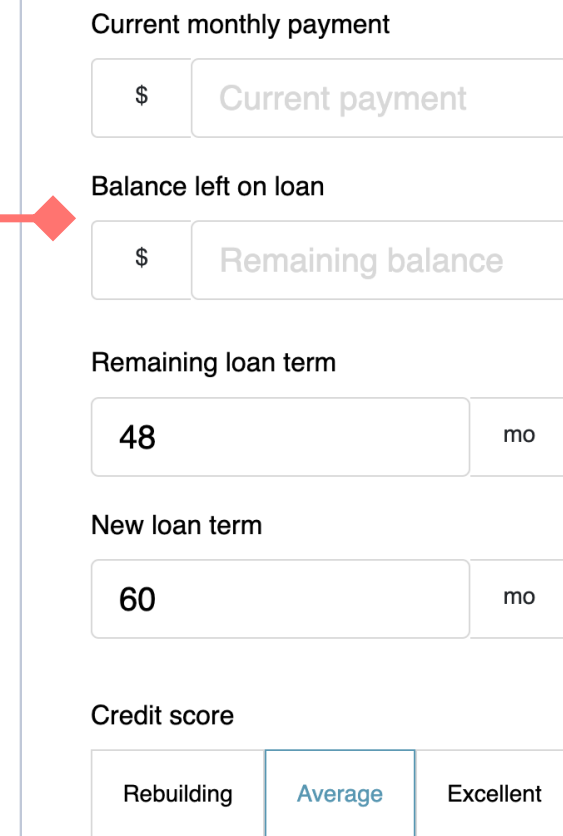 Current monthly payment
$ Current payment
Balance left on loan
$ Remaining balance
Remaining loan term
48 mo
New loan term
60 mo
Credit score
Rebuilding Average Excellent